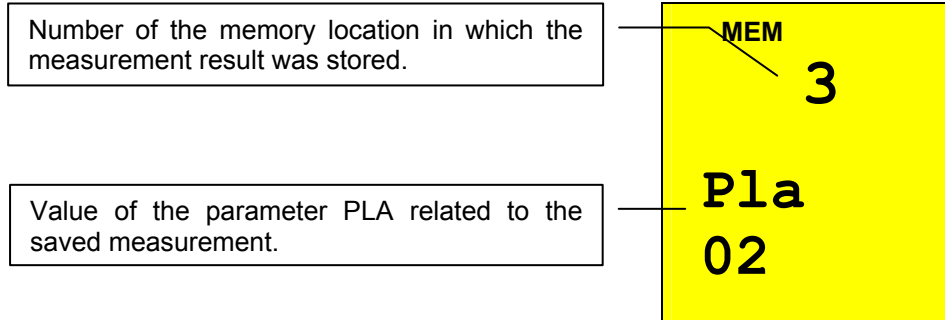 Number of the memory location in which the
measurement result was stored.
MEM
3
Value of the parameter PLA related to the
saved measurement.
Pla
02